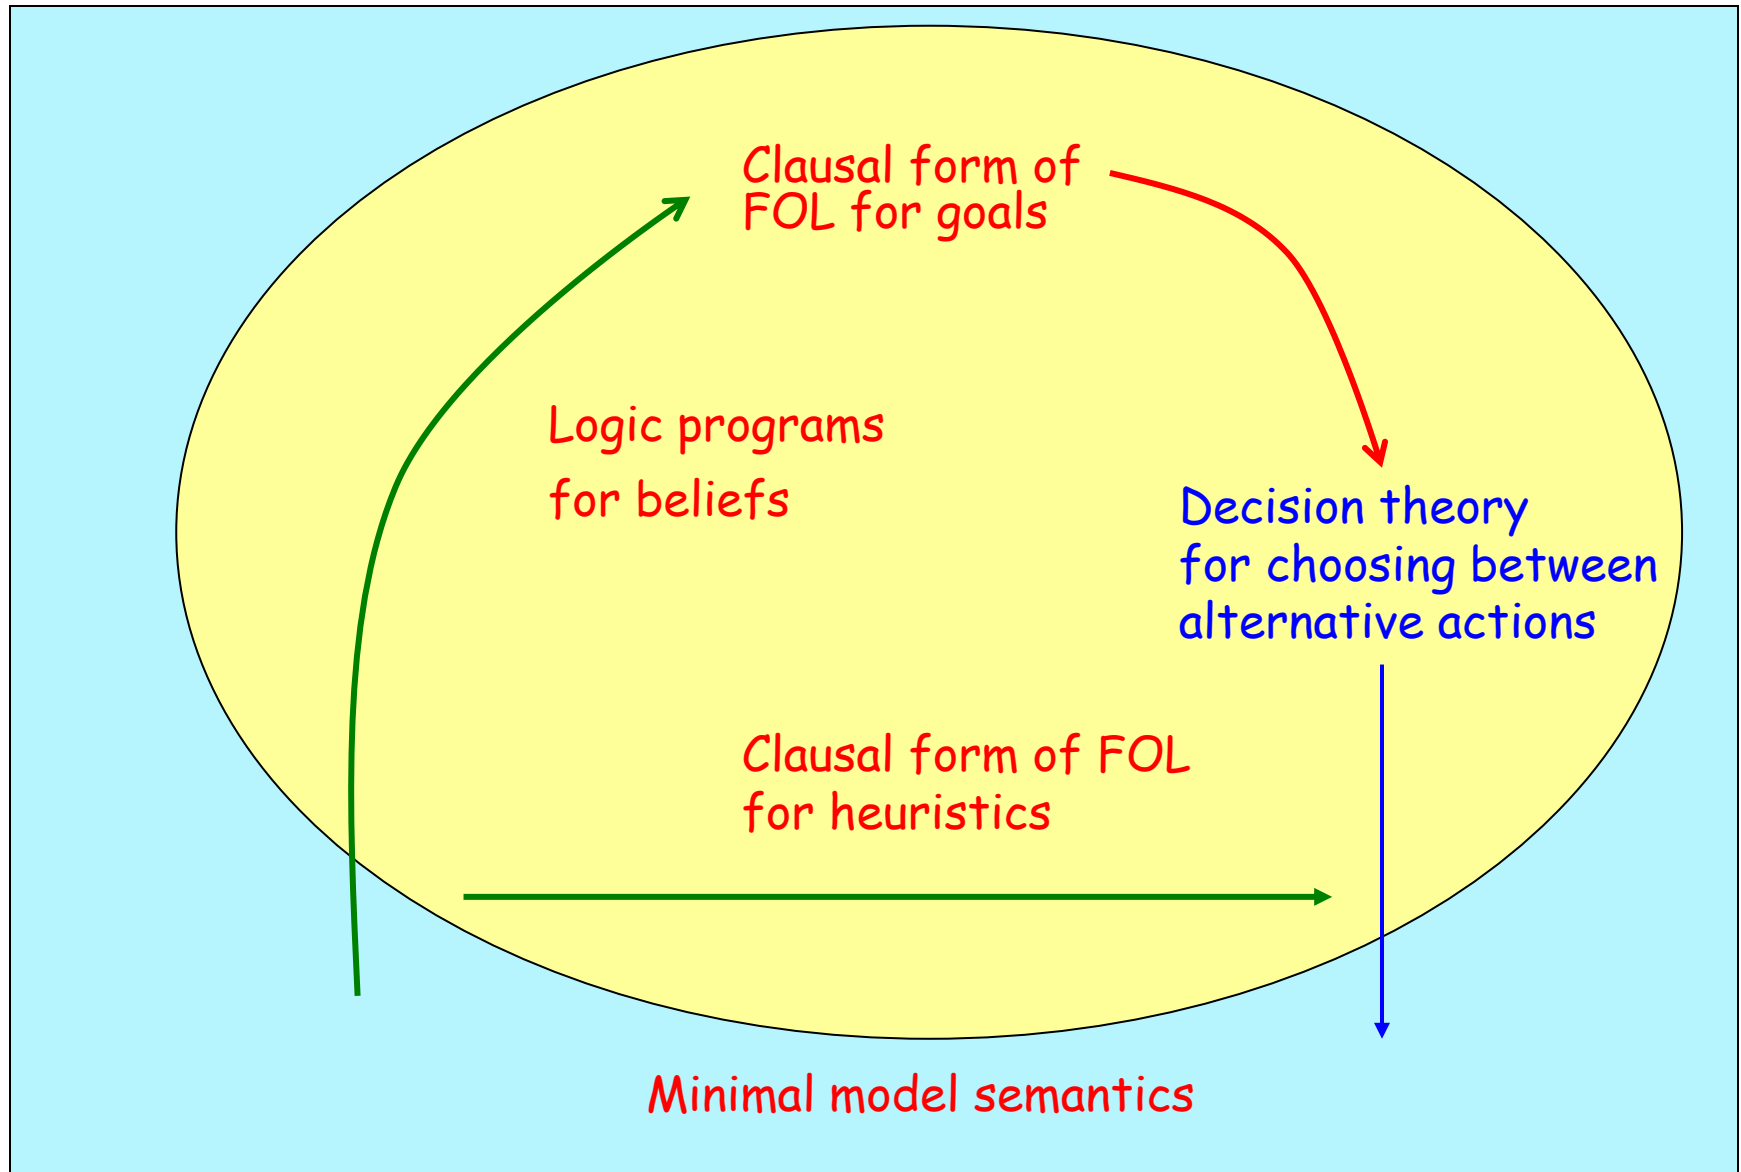 Clausal form of
FOL for goals
Logic programs
for beliefs
Decision theory
for choosing between
alternative actions
Clausal form of FOL
for heuristics
Minimal model semantics